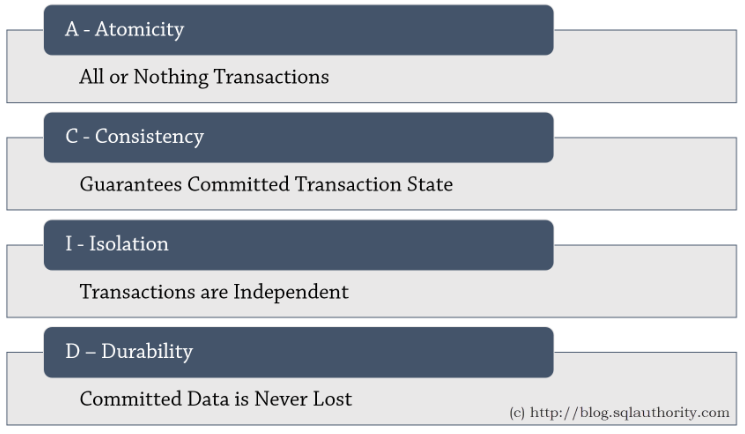 A - Atomicity
All or Nothing Transactions
C - Consistency
Guarantees Committed Transaction State
I - Isolation
Transactions are Independent
D – Durability
Committed Data is Never Lost
(c) http://blog.sqlauthority.com